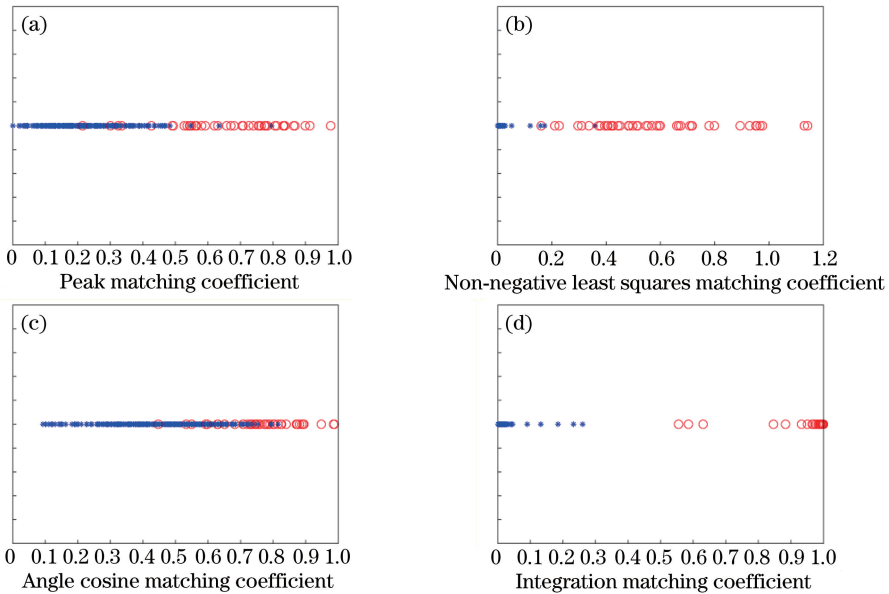 (a)
0 0.1 0.2 0.3 0.4 0.5 0.6 0.7 0.8 0.9 1.0
Peak matching coefficient
(b)
0 0.2 0.4 0.6 0.8 1.0 1.2
Non-negative least squares matching coefficient
(c)
0 0.1 0.2 0.3 0.4 0.5 0.6 0.7 0.8 0.9 1.0
Angle cosine matching coefficient
(d)
0 0.1 0.2 0.3 0.4 0.5 0.6 0.7 0.8 0.9 1.0
Integration matching coefficient